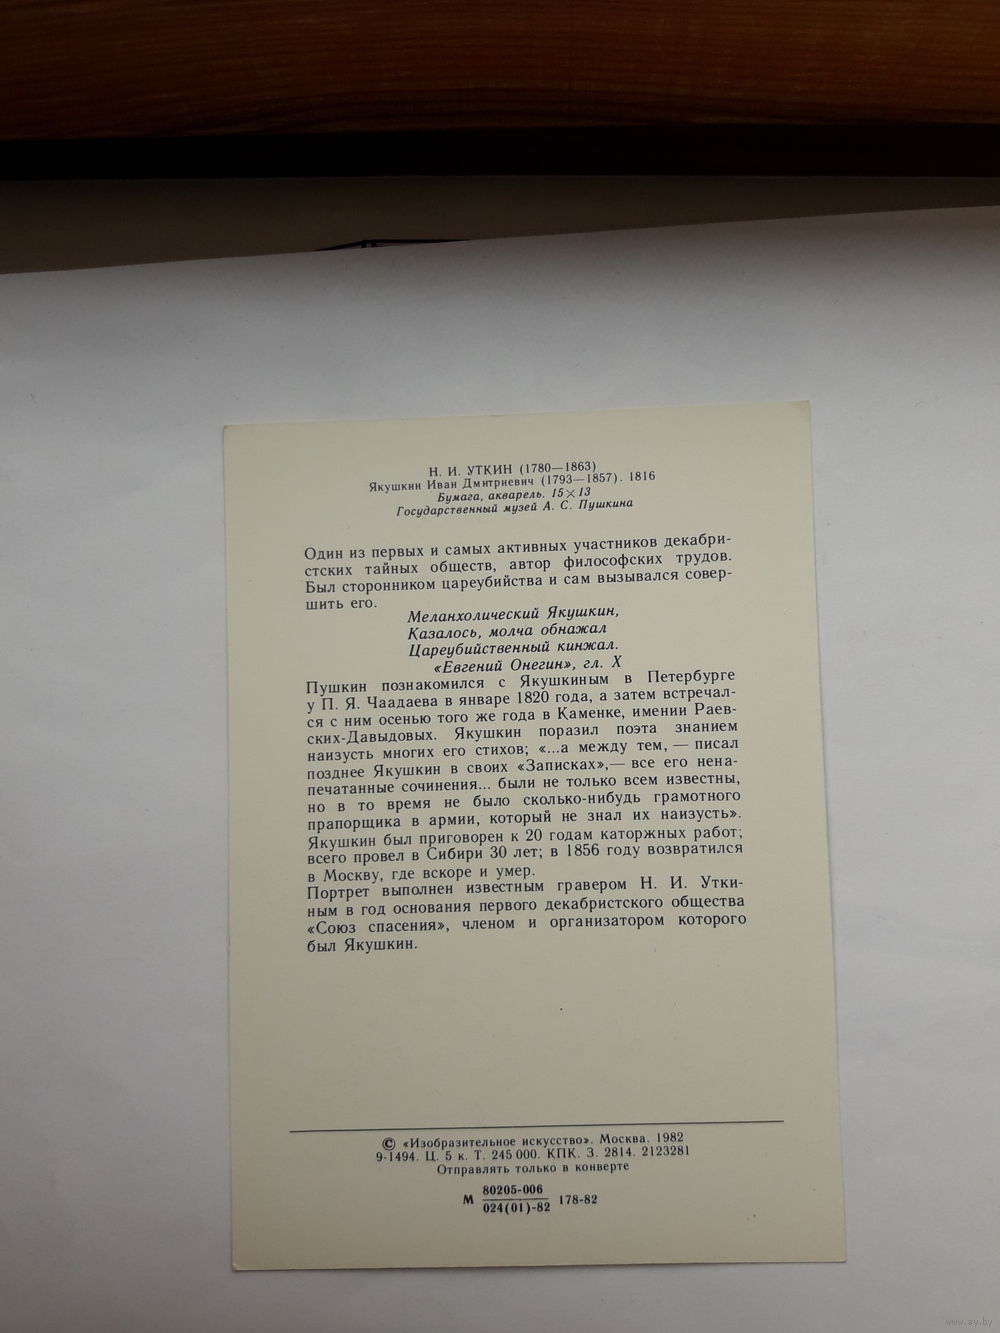 Н. И. УТКИН (1780—1863)
Якушкин Иван Дмитриевич (1793—1857). 1816
Бумага, акварель. 15×13
Государственный музей А. С. Пушкина
Один из первых и самых активных участников декабри-
стских тайных обществ, автор философских трудов.
Был сторонником цареубийства и сам вызывался совер-
шить его.
Меланхолический Якушкин,
Казалось, молча обнажал
Цареубийственный кинжал.
«Евгений Онегин», гл. X
Пушкин познакомился с Якушкиным в Петербурге
у П. Я. Чаадаева в январе 1820 года, а затем встречал-
ся с ним осенью того же года в Каменке, имении Раев-
ских-Давыдовых. Якушкин поразил поэта знанием
наизусть многих его стихов; «...а между тем, — писал
позднее Якушкин в своих «Записках»,— все его нена-
печатанные сочинения... были не только всем известны,
но в то время не было сколько-нибудь грамотного
прапорщика в армии, который не знал их наизусть».
Якушкин был приговорен к 20 годам каторжных работ;
всего провел в Сибири 30 лет; в 1856 году возвратился
в Москву, где вскоре и умер.
Портрет выполнен известным гравером Н. И. Утки-
ным в год основания первого декабристского общества
«Союз спасения», членом и организатором которого
был Якушкин.
© «Изобразительное искусство». Москва. 1982
9-1494. Ц. 5 к. Т. 245 000. КПК. З. 2814. 2123281
Отправлять только в конверте
М 80205-006
024(01)-82 178-82
www.ay.by